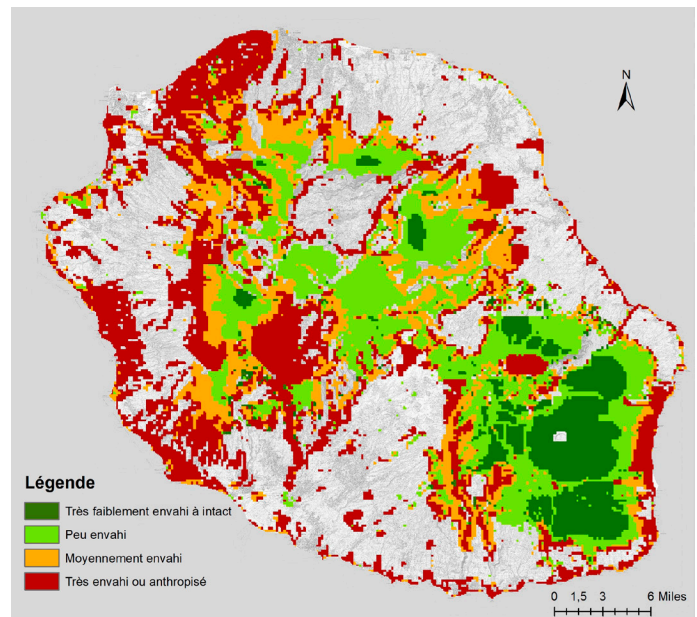 N
Légende
Très faiblement envahi à intact
Peu envahi
Moyennement envahi
Très envahi ou anthropisé
0 1,5 3 6 Miles